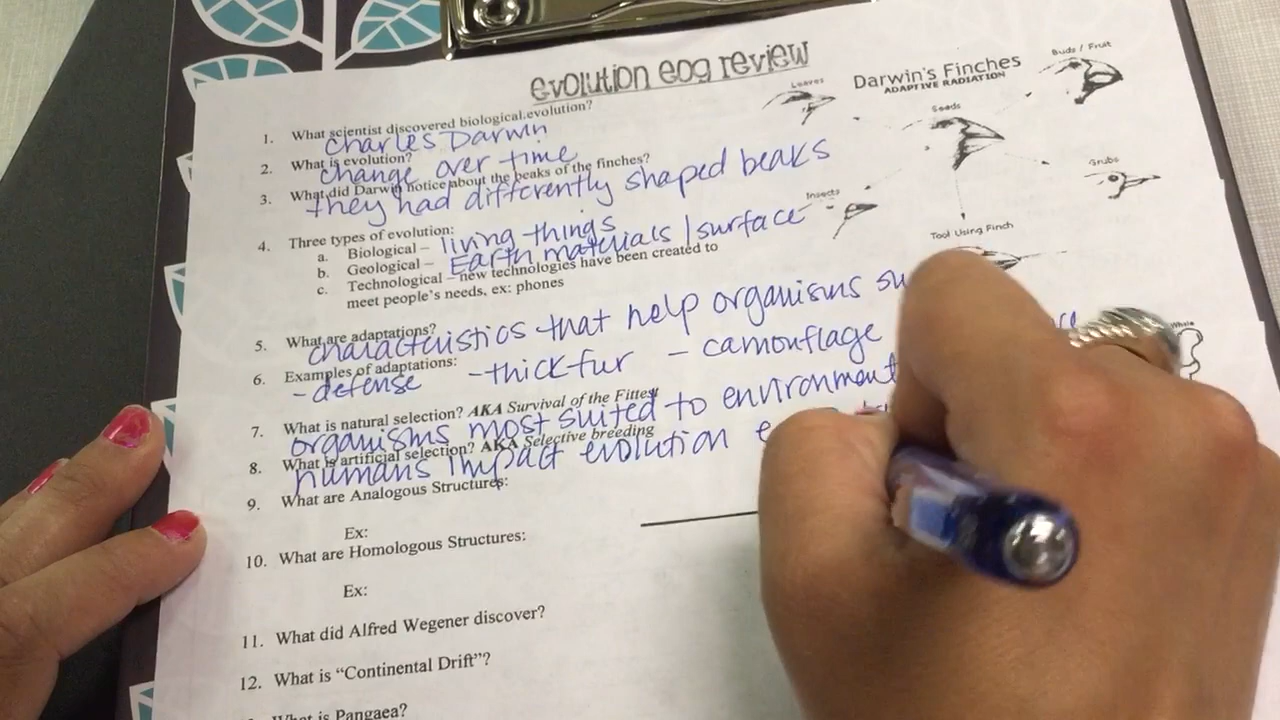 evolution eog review
Darwin's Finches
ADAPTIVE RADIATION
Leaves
Buds / Fruit
Seeds
Grubs
Insects
Tool Using Finch
Whale
1. What scientist discovered biological evolution?
Charles Darwin
2. What is evolution?
change over time
3. What did Darwin notice about the beaks of the finches?
they had differently shaped beaks
4. Three types of evolution:
a. Biological – living things
b. Geological – Earth materials / surface
c. Technological – new technologies have been created to
meet people's needs, ex: phones
5. What are adaptations?
characteristics that help organisms su
6. Examples of adaptations:
- defense - thick fur - camouflage
7. What is natural selection? AKA Survival of the Fittest
organisms most suited to environment
8. What is artificial selection? AKA Selective breeding
humans impact evolution
9. What are Analogous Structures:
Ex:
10. What are Homologous Structures:
Ex:
11. What did Alfred Wegener discover?
12. What is "Continental Drift"?
What is Pangaea?